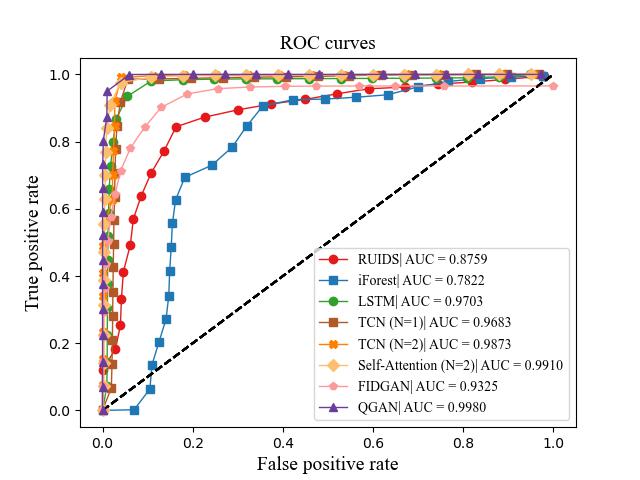 ROC curves
True positive rate
1.0
0.8
0.6
0.4
0.2
0.0
RUIDS| AUC = 0.8759
iForest| AUC = 0.7822
LSTM| AUC = 0.9703
TCN (N=1)| AUC = 0.9683
TCN (N=2)| AUC = 0.9873
Self-Attention (N=2)| AUC = 0.9910
FIDGAN| AUC = 0.9325
QGAN| AUC = 0.9980
0.0 0.2 0.4 0.6 0.8 1.0
False positive rate